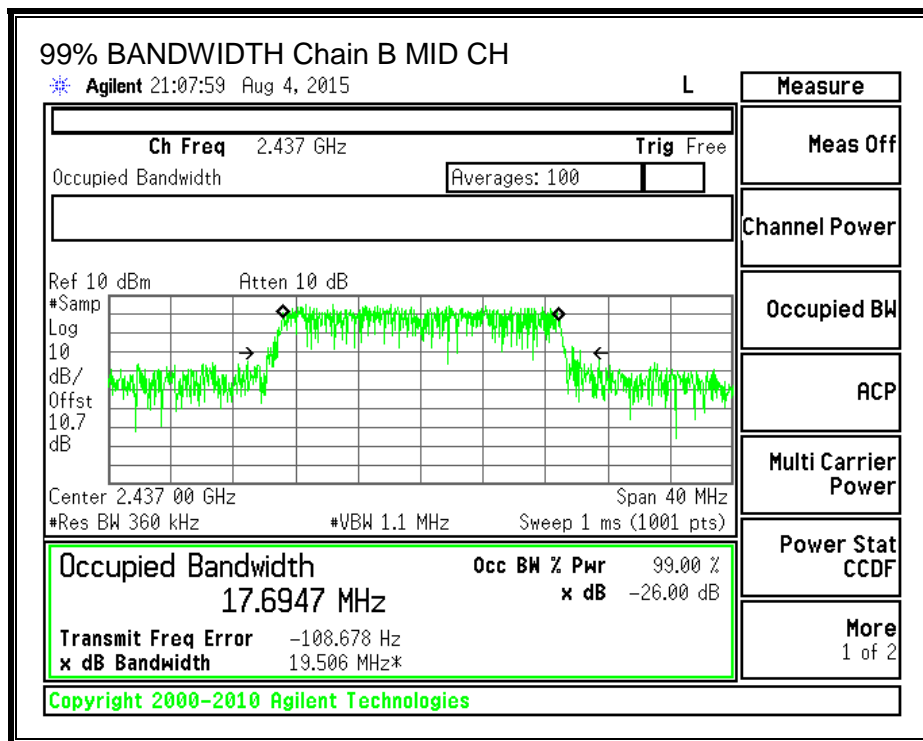 99% BANDWIDTH Chain B MID CH
Agilent 21:07:59 Aug 4, 2015 L
Measure
Ch Freq 2.437 GHz Trig Free
Meas Off
Occupied Bandwidth Averages: 100
Channel Power
Ref 10 dBm Atten 10 dB
#Samp
Log
10
dB/
Offst
10.7
dB
Occupied BW
ACP
Multi Carrier
Power
Center 2.437 00 GHz Span 40 MHz
#Res BW 360 kHz #VBW 1.1 MHz Sweep 1 ms (1001 pts)
Power Stat
CCDF
Occupied Bandwidth Occ BW % Pwr 99.00 %
17.6947 MHz x dB -26.00 dB
Transmit Freq Error -108.678 Hz
x dB Bandwidth 19.506 MHz*
More
1 of 2
Copyright 2000-2010 Agilent Technologies